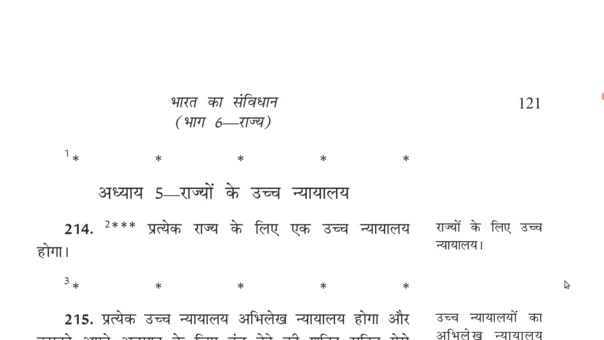 भारत का संविधान
121
(भाग 6—राज्य)
1* * * * *
अध्याय 5—राज्यों के उच्च न्यायालय
214. 2*** प्रत्येक राज्य के लिए एक उच्च न्यायालय
होगा।
राज्यों के लिए उच्च
न्यायालय।
3* * * * *
215. प्रत्येक उच्च न्यायालय अभिलेख न्यायालय होगा और
उच्च न्यायालयों का
अभिलेख न्यायालय